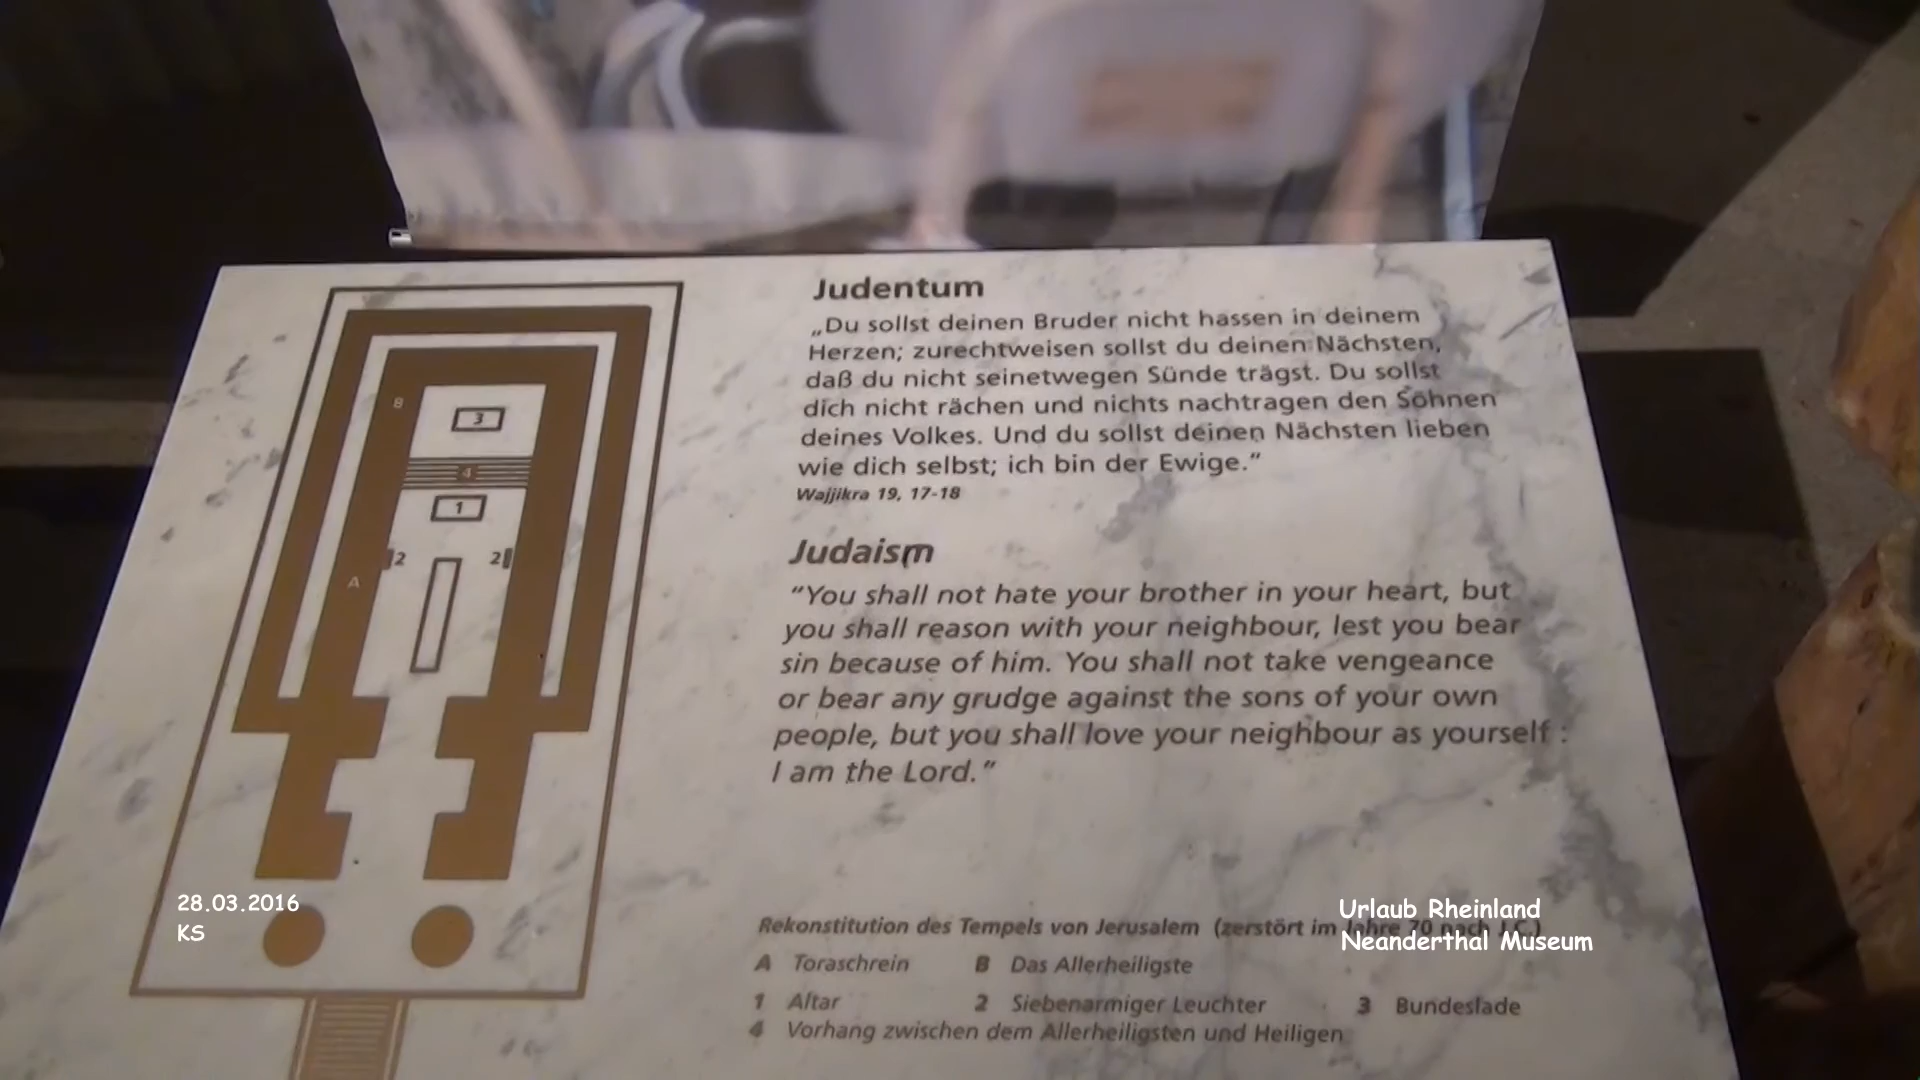 Judentum
„Du sollst deinen Bruder nicht hassen in deinem
Herzen; zurechtweisen sollst du deinen Nächsten,
daß du nicht seinetwegen Sünde trägst. Du sollst
dich nicht rächen und nichts nachtragen den Söhnen
deines Volkes. Und du sollst deinen Nächsten lieben
wie dich selbst; ich bin der Ewige.“
Wajjikra 19, 17-18
Judaism
“You shall not hate your brother in your heart, but
you shall reason with your neighbour, lest you bear
sin because of him. You shall not take vengeance
or bear any grudge against the sons of your own
people, but you shall love your neighbour as yourself :
I am the Lord.”
B
3
4
1
2 2
A
Rekonstitution des Tempels von Jerusalem (zerstört im Jahre 70 nach J.C.)
A Toraschrein B Das Allerheiligste
1 Altar 2 Siebenarmiger Leuchter 3 Bundeslade
4 Vorhang zwischen dem Allerheiligsten und Heiligen
28.03.2016
KS
Urlaub Rheinland
Neanderthal Museum